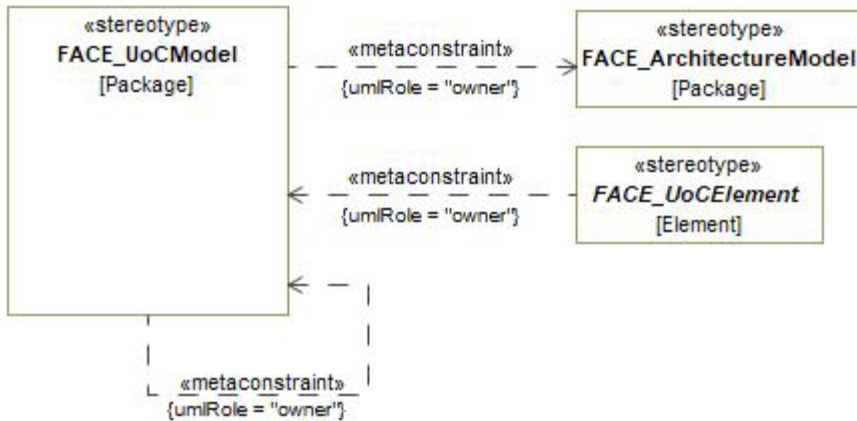 «stereotype»
FACE_UoCModel
[Package]
«metaconstraint»
{umlRole = "owner"}
«stereotype»
FACE_ArchitectureModel
[Package]
«metaconstraint»
{umlRole = "owner"}
«stereotype»
FACE_UoCElement
[Element]
«metaconstraint»
{umlRole = "owner"}